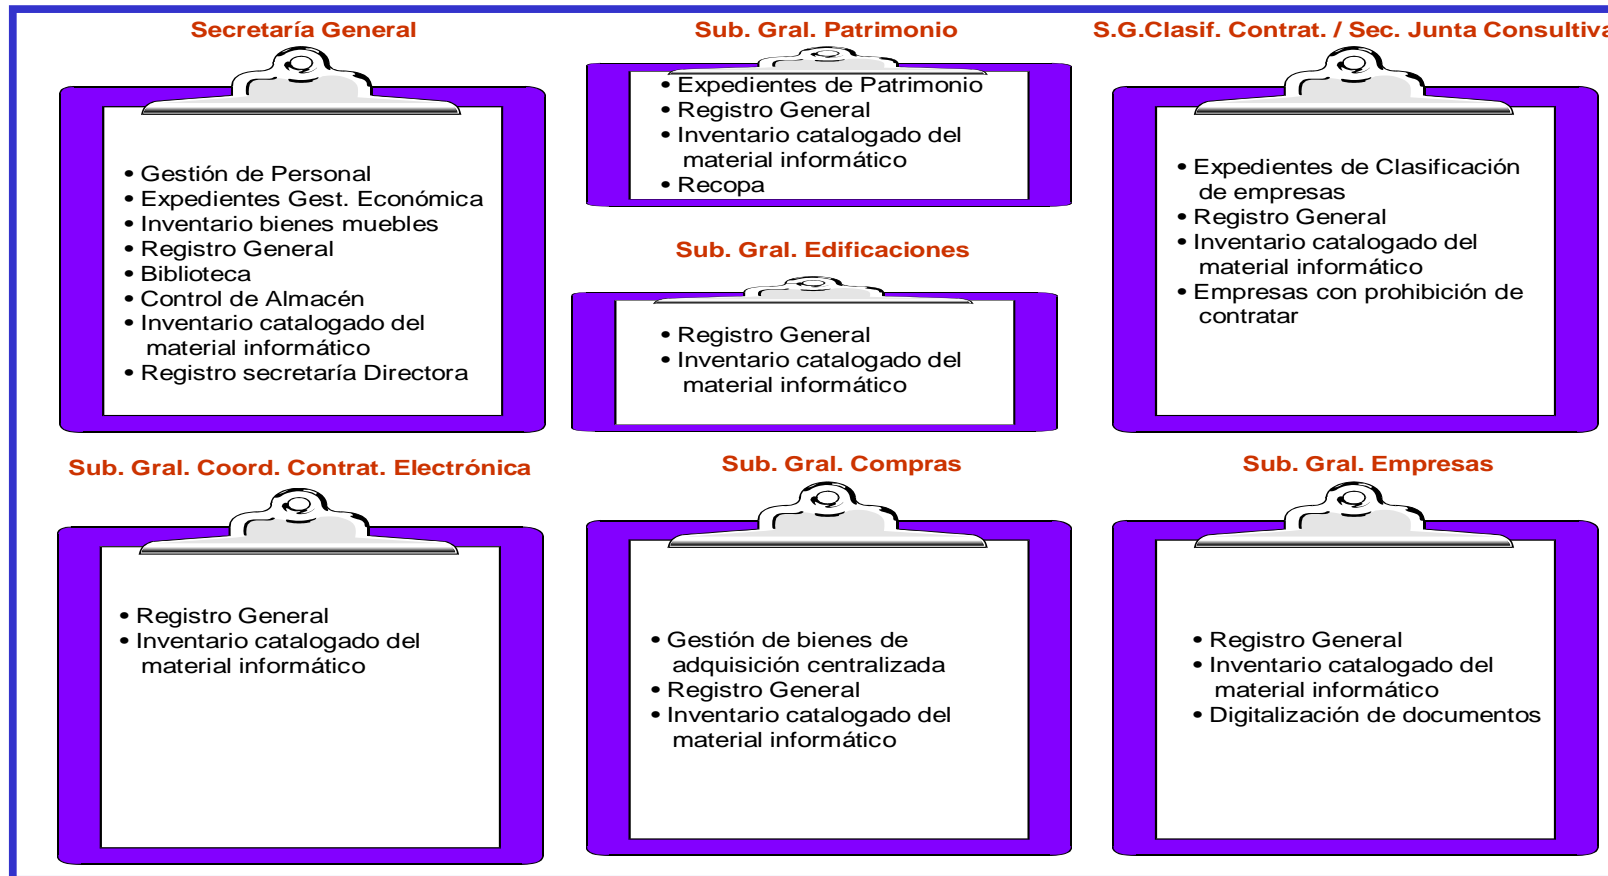 Secretaría General
• Gestión de Personal
• Expedientes Gest. Económica
• Inventario bienes muebles
• Registro General
• Biblioteca
• Control de Almacén
• Inventario catalogado del
material informático
• Registro secretaría Directora
Sub. Gral. Patrimonio
• Expedientes de Patrimonio
• Registro General
• Inventario catalogado del
material informático
• Recopa
Sub. Gral. Edificaciones
• Registro General
• Inventario catalogado del
material informático
S.G.Clasif. Contrat. / Sec. Junta Consultiva
• Expedientes de Clasificación
de empresas
• Registro General
• Inventario catalogado del
material informático
• Empresas con prohibición de
contratar
Sub. Gral. Coord. Contrat. Electrónica
• Registro General
• Inventario catalogado del
material informático
Sub. Gral. Compras
• Gestión de bienes de
adquisición centralizada
• Registro General
• Inventario catalogado del
material informático
Sub. Gral. Empresas
• Registro General
• Inventario catalogado del
material informático
• Digitalización de documentos